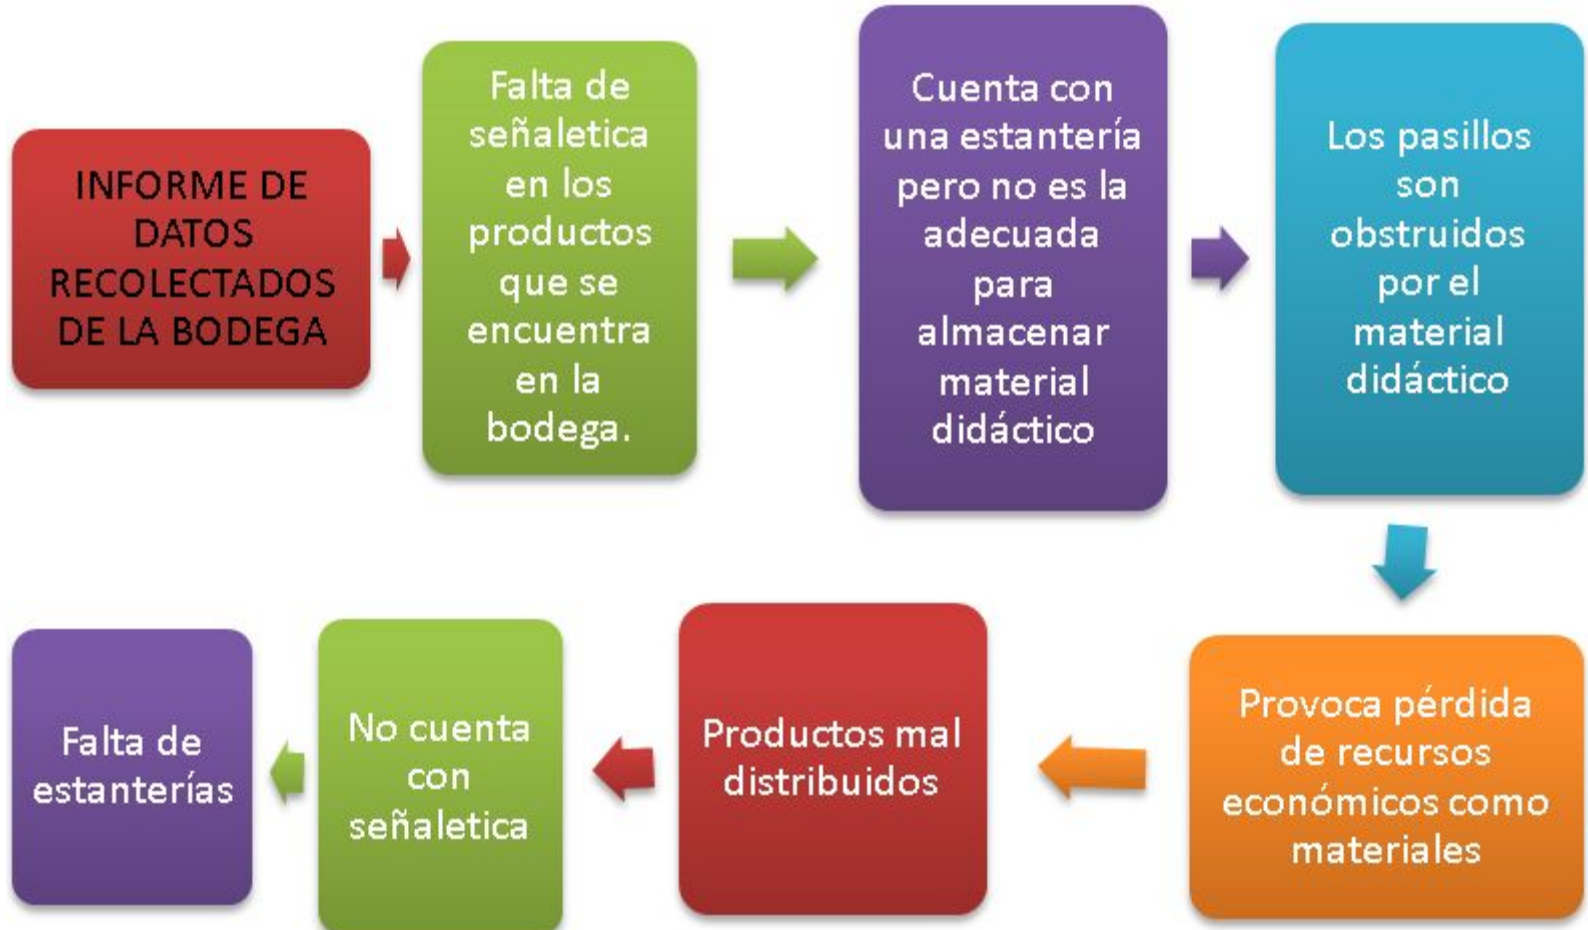 INFORME DE
DATOS
RECOLECTADOS
DE LA BODEGA
Falta de
señaletica
en los
productos
que se
encuentra
en la
bodega.
Cuenta con
una estantería
pero no es la
adecuada
para
almacenar
material
didáctico
Los pasillos
son
obstruidos
por el
material
didáctico
Provoca pérdida
de recursos
económicos como
materiales
Productos mal
distribuidos
No cuenta
con
señaletica
Falta de
estanterías